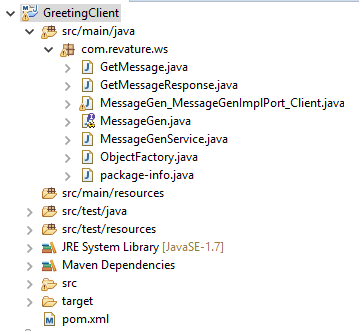 GreetingClient
src/main/java
com.revature.ws
GetMessage.java
GetMessageResponse.java
MessageGen_MessageGenImplPort_Client.java
MessageGen.java
MessageGenService.java
ObjectFactory.java
package-info.java
src/main/resources
src/test/java
src/test/resources
JRE System Library [JavaSE-1.7]
Maven Dependencies
src
target
pom.xml